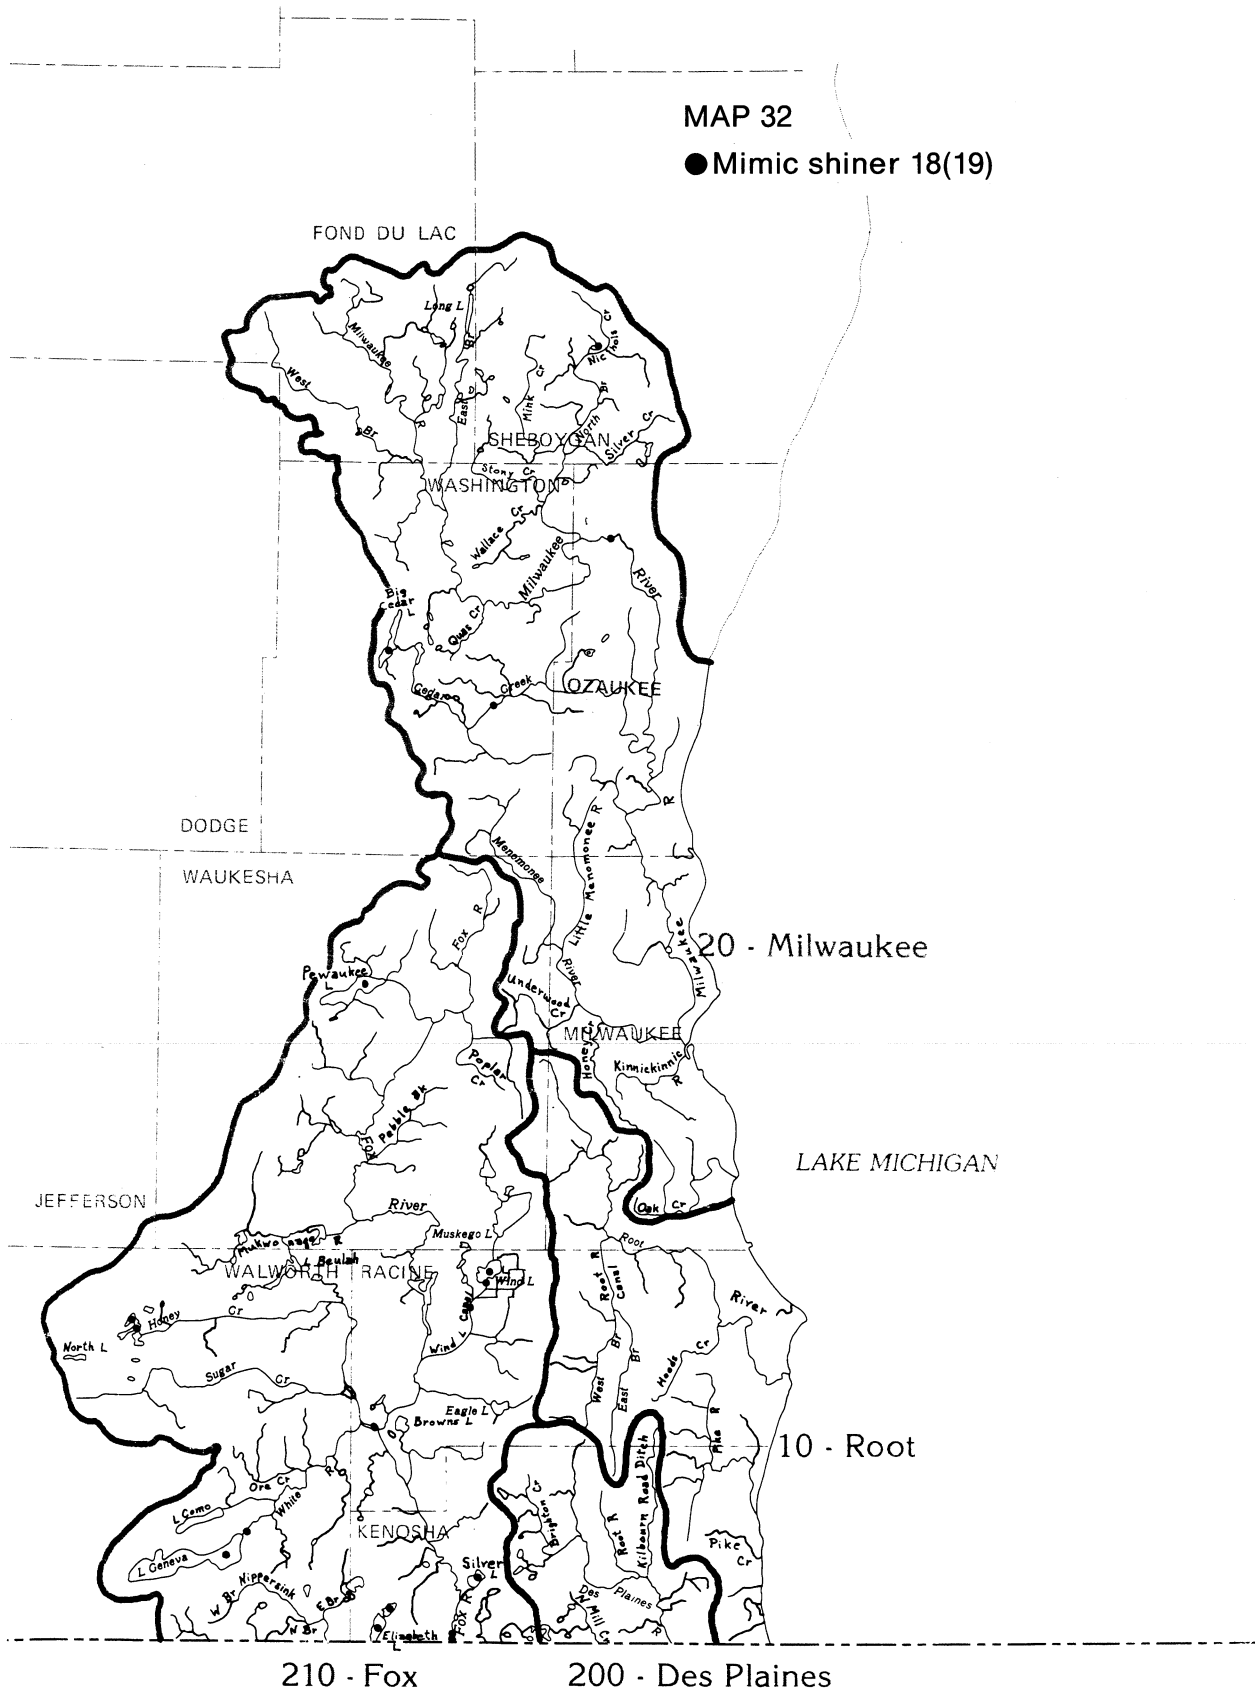 MAP 32
Mimic shiner 18(19)
FOND DU LAC
Long L
Milwaukee
R
East
Br
Nichols
Cr
Mink
Cr
North
Br
Silver
Cr
West
Br
SHEBOYGAN
Stony Cr
WASHINGTON
Wallace
Cr
Milwaukee
River
Big
Cedar
L
Quas Cr
Cedar
Creek
OZAUKEE
DODGE
WAUKESHA
Menomonee
Little Menomonee R
R
Fox
R
River
Milwaukee
20 - Milwaukee
Pewaukee
L
Underwood
Cr
MILWAUKEE
Honey Cr
Kinnickinnic
R
Poplar
Cr
Pebble Bk
Fox
LAKE MICHIGAN
JEFFERSON
River
Oak Cr
Muskego L
Root
Mukwonago R
L Beulah
WALWORTH
RACINE
Wind L
Root R
Canal
River
Honey
Cr
North L
Wind L Canal
Sugar
Cr
West
Br
East
Br
Hoods
Cr
Eagle L
Browns L
Pike R
10 - Root
Ore Cr
White
R
L Como
L Geneva
KENOSHA
Brighton
Cr
Root R
Kilbourn Road Ditch
Pike
Cr
Silver
L
W Br
Nippersink
E Br
N Br
Fox R
Des
Plaines
R
N Mill Cr
Elizabeth
L
210 - Fox
200 - Des Plaines